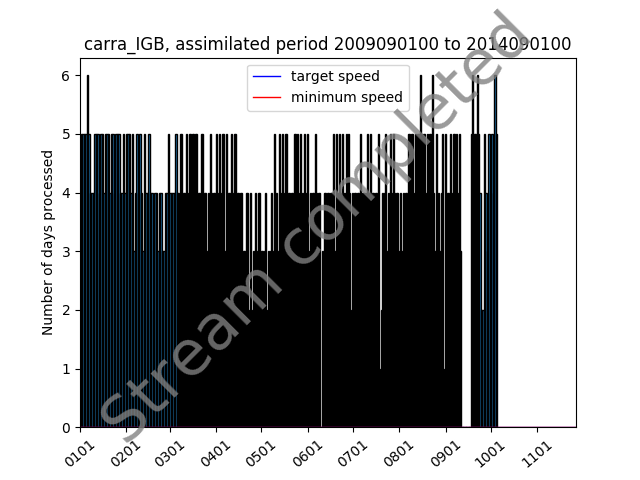 carra_IGB, assimilated period 2009090100 to 2014090100
target speed
minimum speed
Number of days processed
6
5
4
3
2
1
0
0101 0201 0301 0401 0501 0601 0701 0801 0901 1001 1101
Stream completed